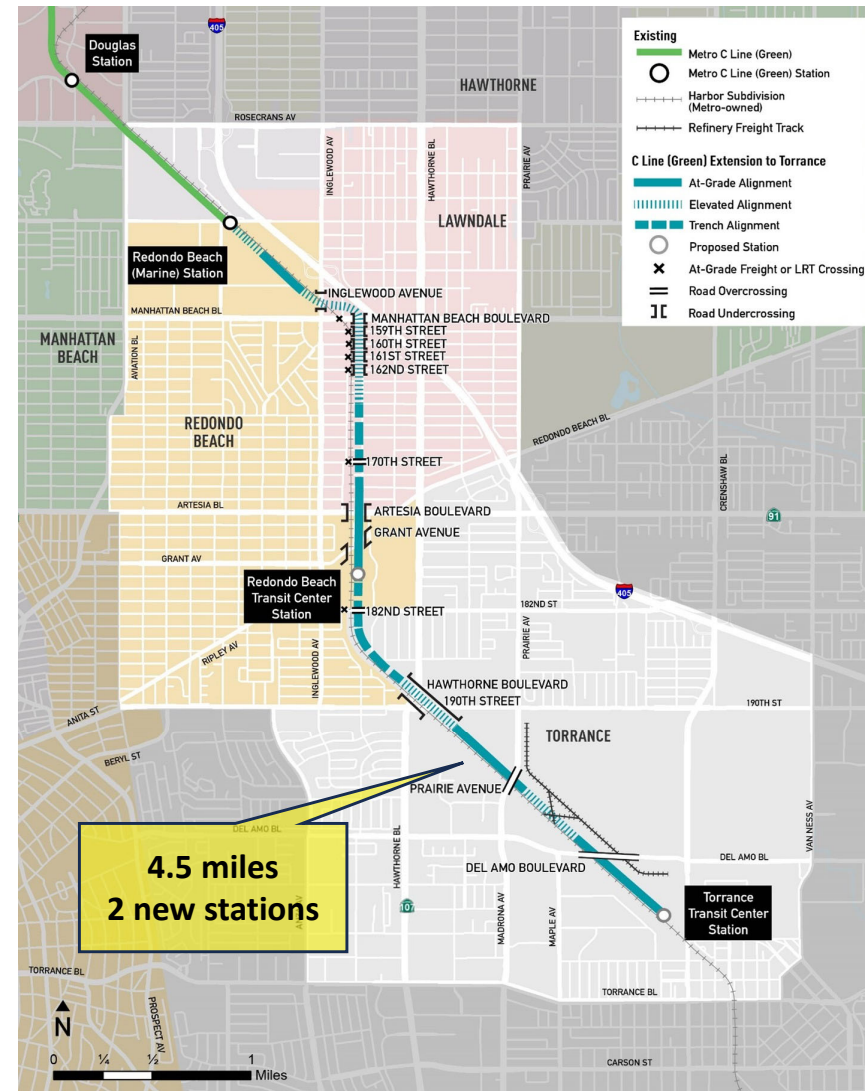 Douglas
Station
405
HAWTHORNE
ROSECRANS AV
INGLEWOOD AV
HAWTHORNE BL
PRAIRIE AV
LAWNDALE
Redondo Beach
(Marine) Station
INGLEWOOD AVENUE
MANHATTAN BEACH BL
MANHATTAN BEACH BOULEVARD
159TH STREET
160TH STREET
161ST STREET
162ND STREET
MANHATTAN
BEACH
AVIATION BL
REDONDO
BEACH
REDONDO BEACH BL
CRENSHAW BL
170TH STREET
ARTESIA BL
ARTESIA BOULEVARD
91
GRANT AVENUE
GRANT AV
Redondo Beach
Transit Center
Station
405
182ND STREET
182ND ST
RIPLEY AV
INGLEWOOD AV
PRAIRIE AV
HAWTHORNE BOULEVARD
190TH STREET
190TH ST
ANITA ST
BERYL ST
TORRANCE
PRAIRIE AVENUE
VAN NESS AV
DEL AMO BL
4.5 miles
2 new stations
HAWTHORNE BL
DEL AMO BOULEVARD
DEL AMO BL
107
MADRONA AV
MAPLE AV
Torrance
Transit Center
Station
TORRANCE BL
TORRANCE BL
PROSPECT AV
CARSON ST
N
0 ¼ ½ 1
Miles
Existing
Metro C Line (Green)
Metro C Line (Green) Station
Harbor Subdivision
(Metro-owned)
Refinery Freight Track
C Line (Green) Extension to Torrance
At-Grade Alignment
Elevated Alignment
Trench Alignment
Proposed Station
At-Grade Freight or LRT Crossing
Road Overcrossing
Road Undercrossing